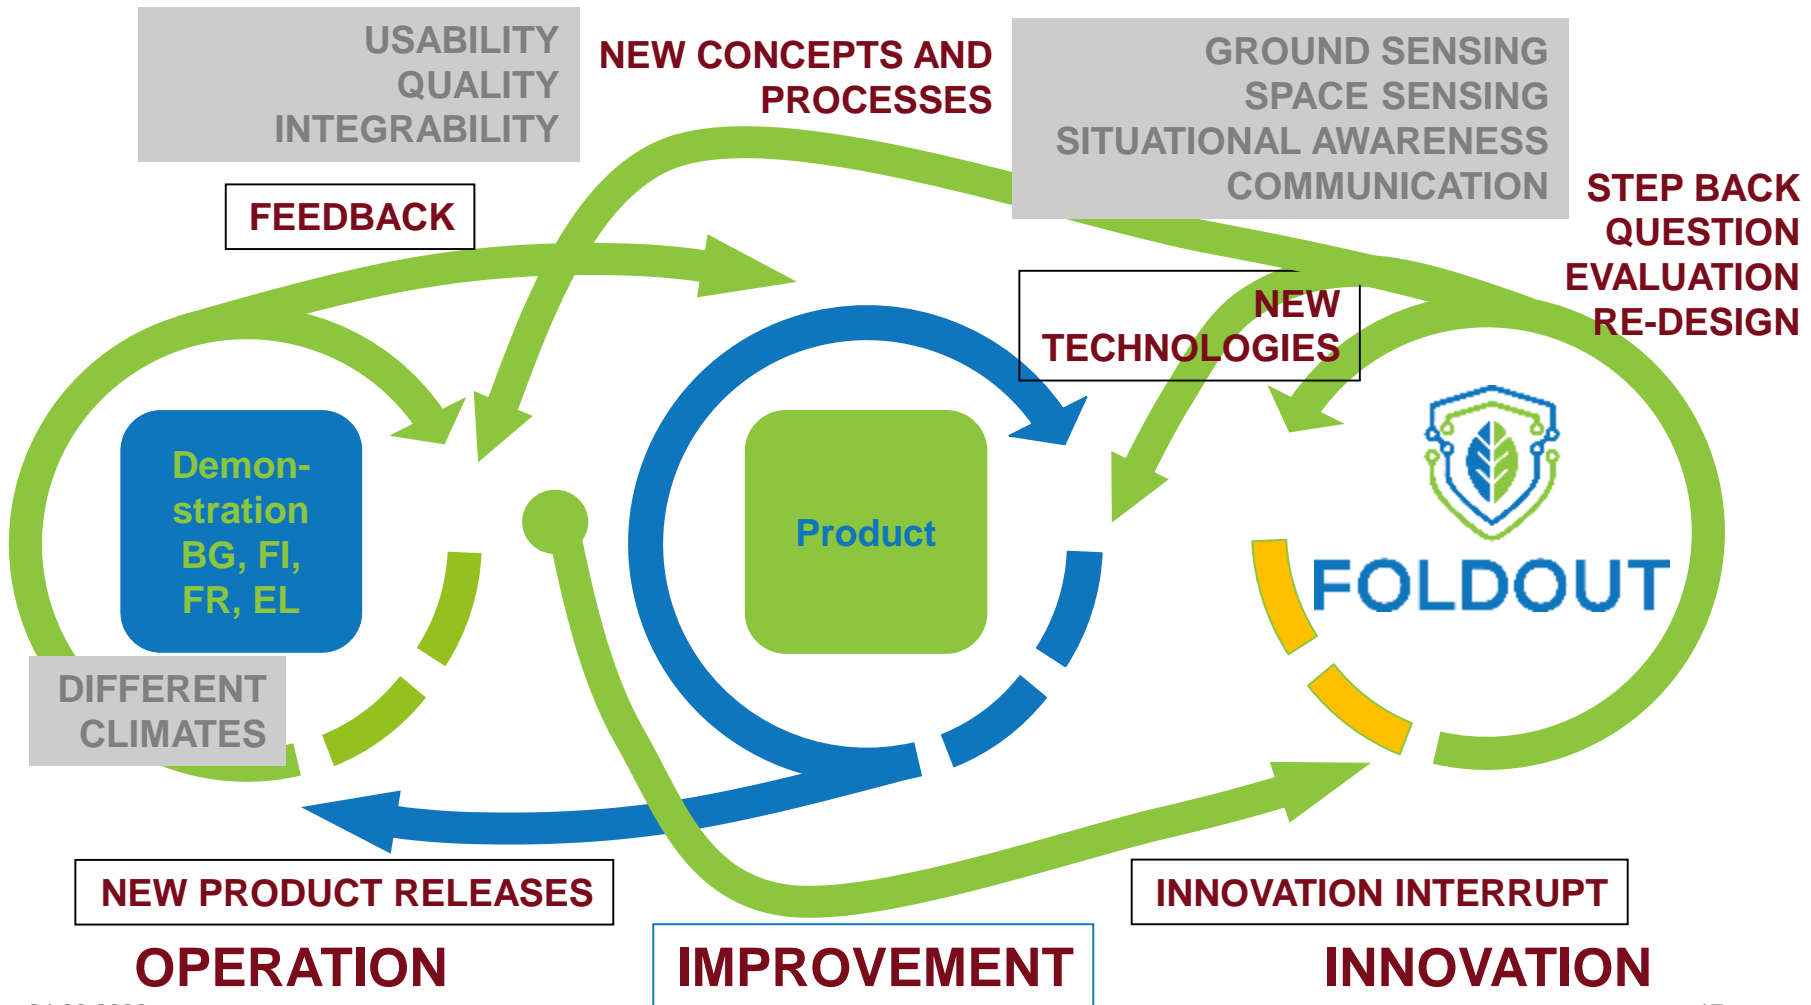 USABILITY
QUALITY
INTEGRABILITY
NEW CONCEPTS AND
PROCESSES
GROUND SENSING
SPACE SENSING
SITUATIONAL AWARENESS
COMMUNICATION
STEP BACK
QUESTION
EVALUATION
RE-DESIGN
FEEDBACK
NEW
TECHNOLOGIES
Demon-
stration
BG, FI,
FR, EL
Product
FOLDOUT
DIFFERENT
CLIMATES
NEW PRODUCT RELEASES
INNOVATION INTERRUPT
OPERATION
IMPROVEMENT
INNOVATION